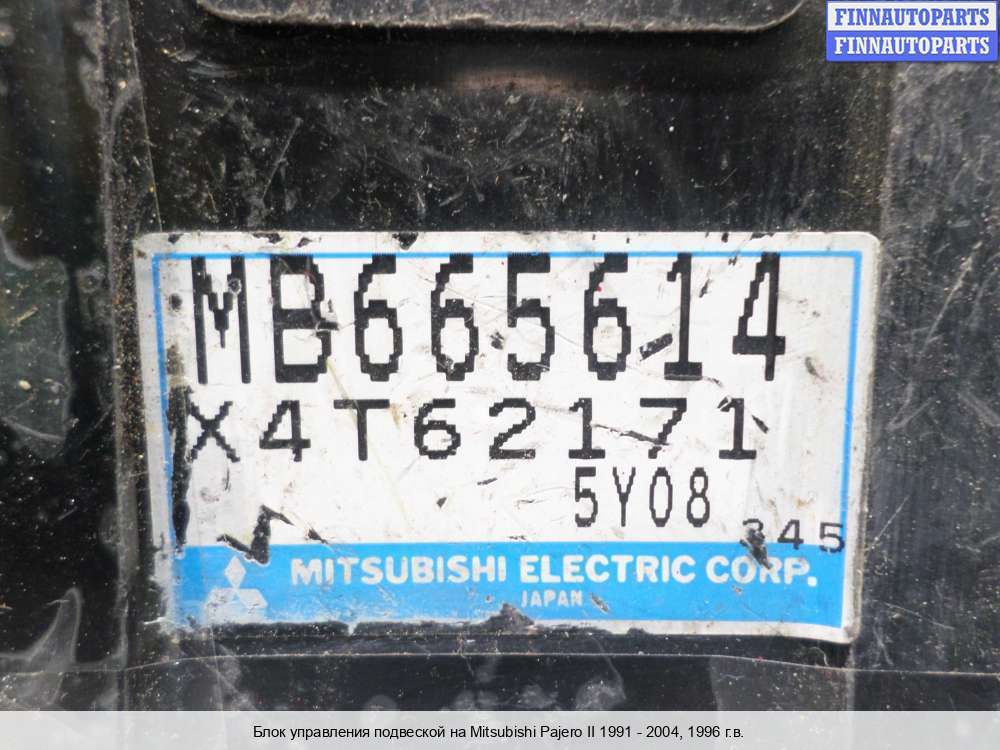 FINNAUTOPARTS
FINNAUTOPARTS
MB665614
X4T62171
5Y08
345
MITSUBISHI ELECTRIC CORP.
JAPAN
Блок управления подвеской на Mitsubishi Pajero II 1991 - 2004, 1996 г.в.